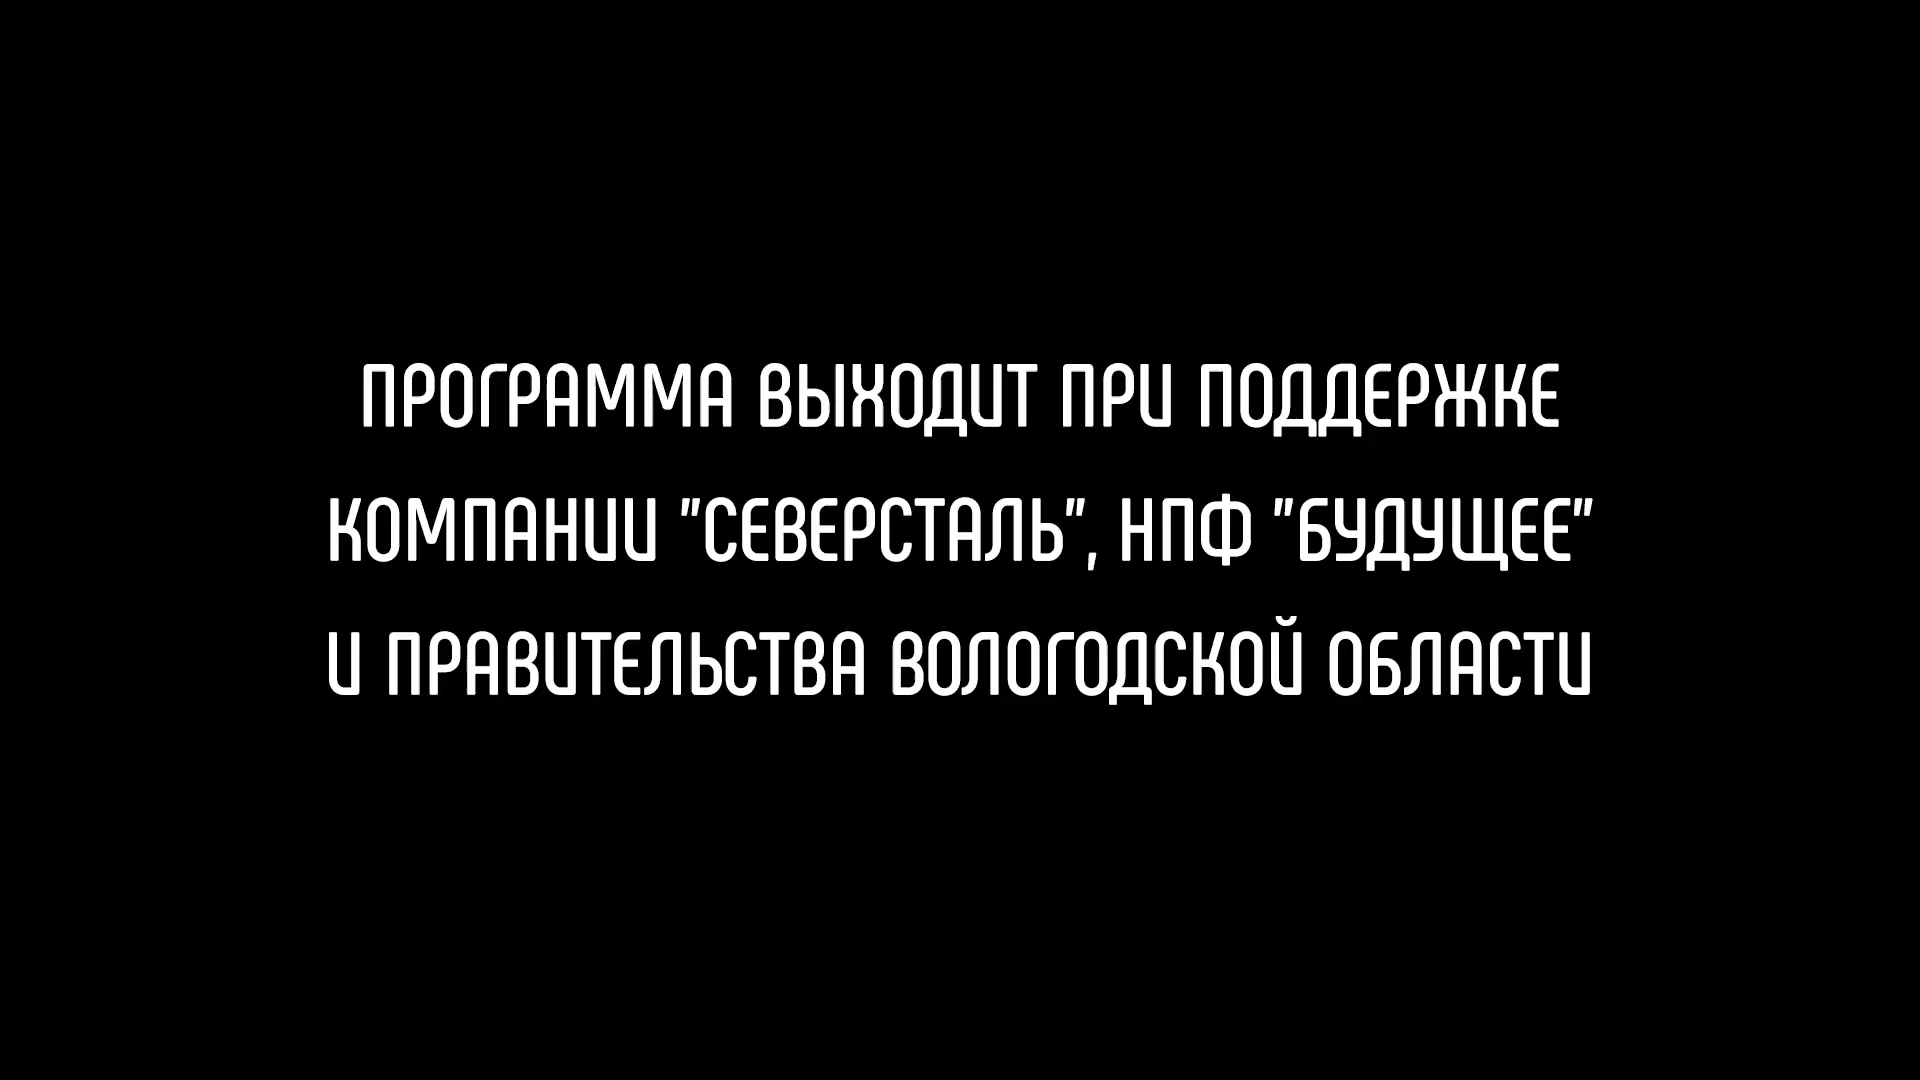 ПРОГРАММА ВЫХОДИТ ПРИ ПОДДЕРЖКЕ
КОМПАНИИ "СЕВЕРСТАЛЬ", НПФ "БУДУЩЕЕ"
И ПРАВИТЕЛЬСТВА ВОЛОГОДСКОЙ ОБЛАСТИ